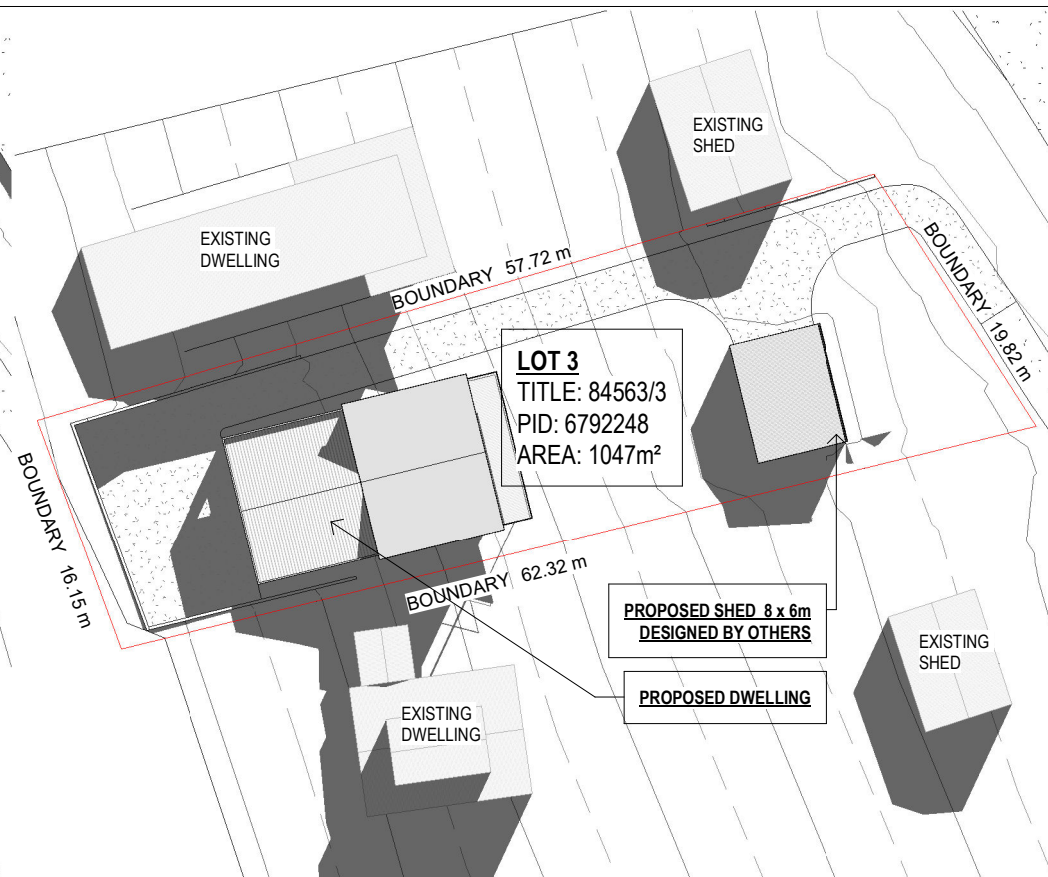 EXISTING
SHED
EXISTING
DWELLING
BOUNDARY 57.72 m
BOUNDARY 19.82 m
LOT 3
TITLE: 84563/3
PID: 6792248
AREA: 1047m²
BOUNDARY 16.15 m
BOUNDARY 62.32 m
PROPOSED SHED 8 x 6m
DESIGNED BY OTHERS
EXISTING
SHED
PROPOSED DWELLING
EXISTING
DWELLING